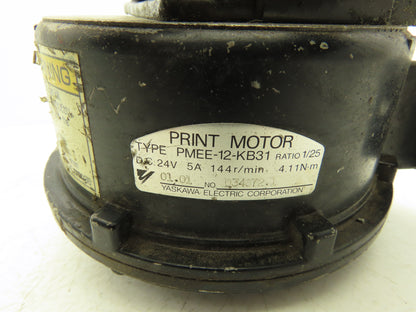 PRINT MOTOR
TYPE PMEE-12-KB31 RATIO 1/25
D.C. 24V 5A 144r/min. 4.11N·m
01.01 NO.
YASKAWA ELECTRIC CORPORATION